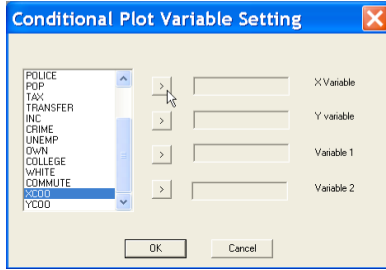 Conditional Plot Variable Setting
POLICE
POP
TAX
TRANSFER
INC
CRIME
UNEMP
OWN
COLLEGE
WHITE
COMMUTE
XCOO
YCOO
> X Variable
> Y variable
> Variable 1
> Variable 2
OK Cancel